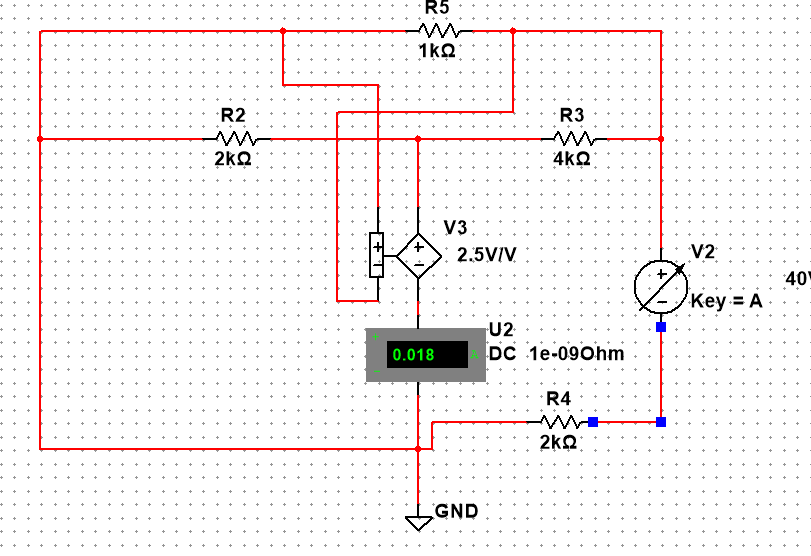 R5
1kΩ
R2
2kΩ
R3
4kΩ
V3
2.5V/V
V2
40V
Key = A
U2
0.018 A
DC 1e-09Ohm
R4
2kΩ
GND